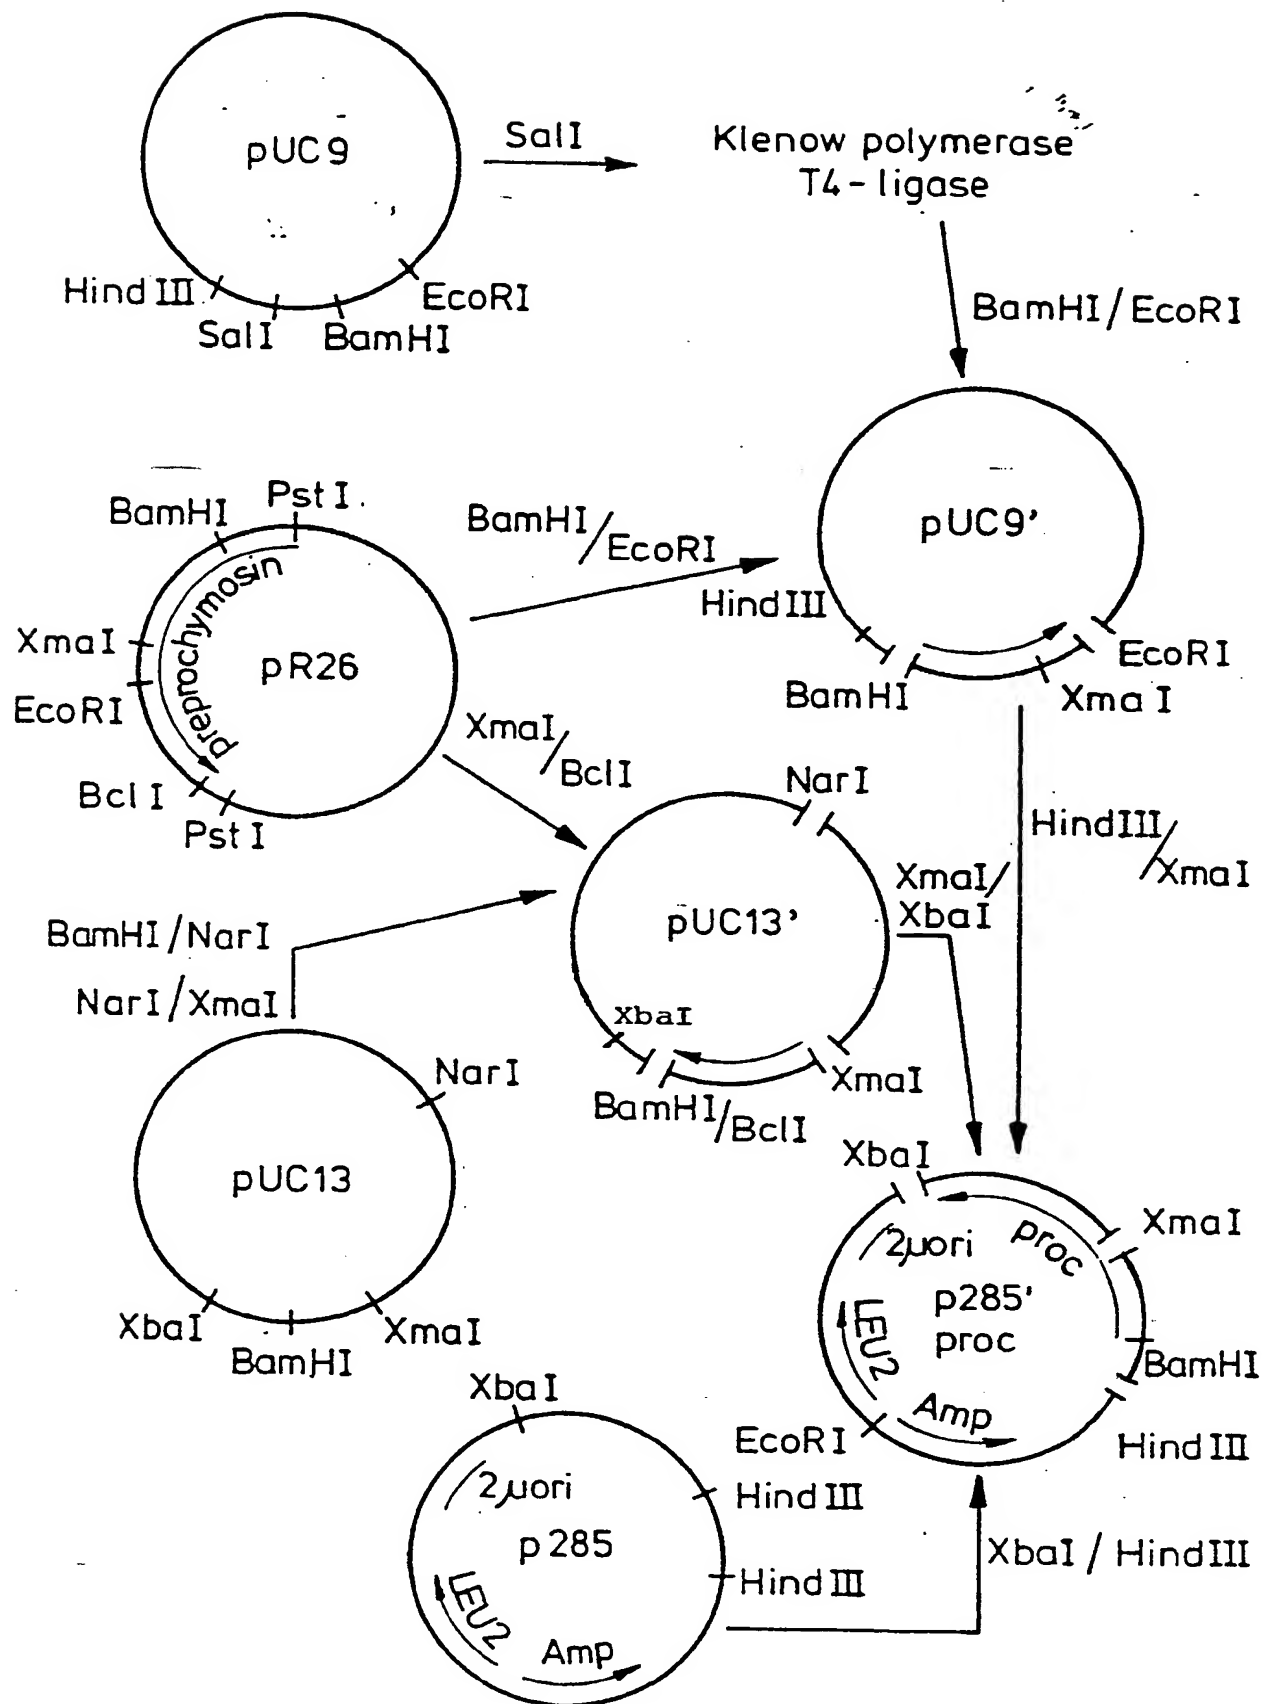 pUC9
SalI
Klenow polymerase
T4-ligase
HindIII
SalI
BamHI
EcoRI
BamHI/EcoRI
pUC9'
HindIII
BamHI
XmaI
EcoRI
BamHI
PstI
preprochymosin
XmaI
EcoRI
BclI
PstI
pR26
BamHI/EcoRI
XmaI/BclI
HindIII/XmaI
NarI
pUC13'
XbaI
BamHI/BclI
XmaI
XmaI/
XbaI
BamHI/NarI
NarI/XmaI
NarI
pUC13
XbaI
BamHI
XmaI
XbaI
XmaI
2µori
proc
p285'
proc
LEU2
Amp
BamHI
EcoRI
HindIII
XbaI
2µori
p285
LEU2
Amp
HindIII
HindIII
XbaI / HindIII